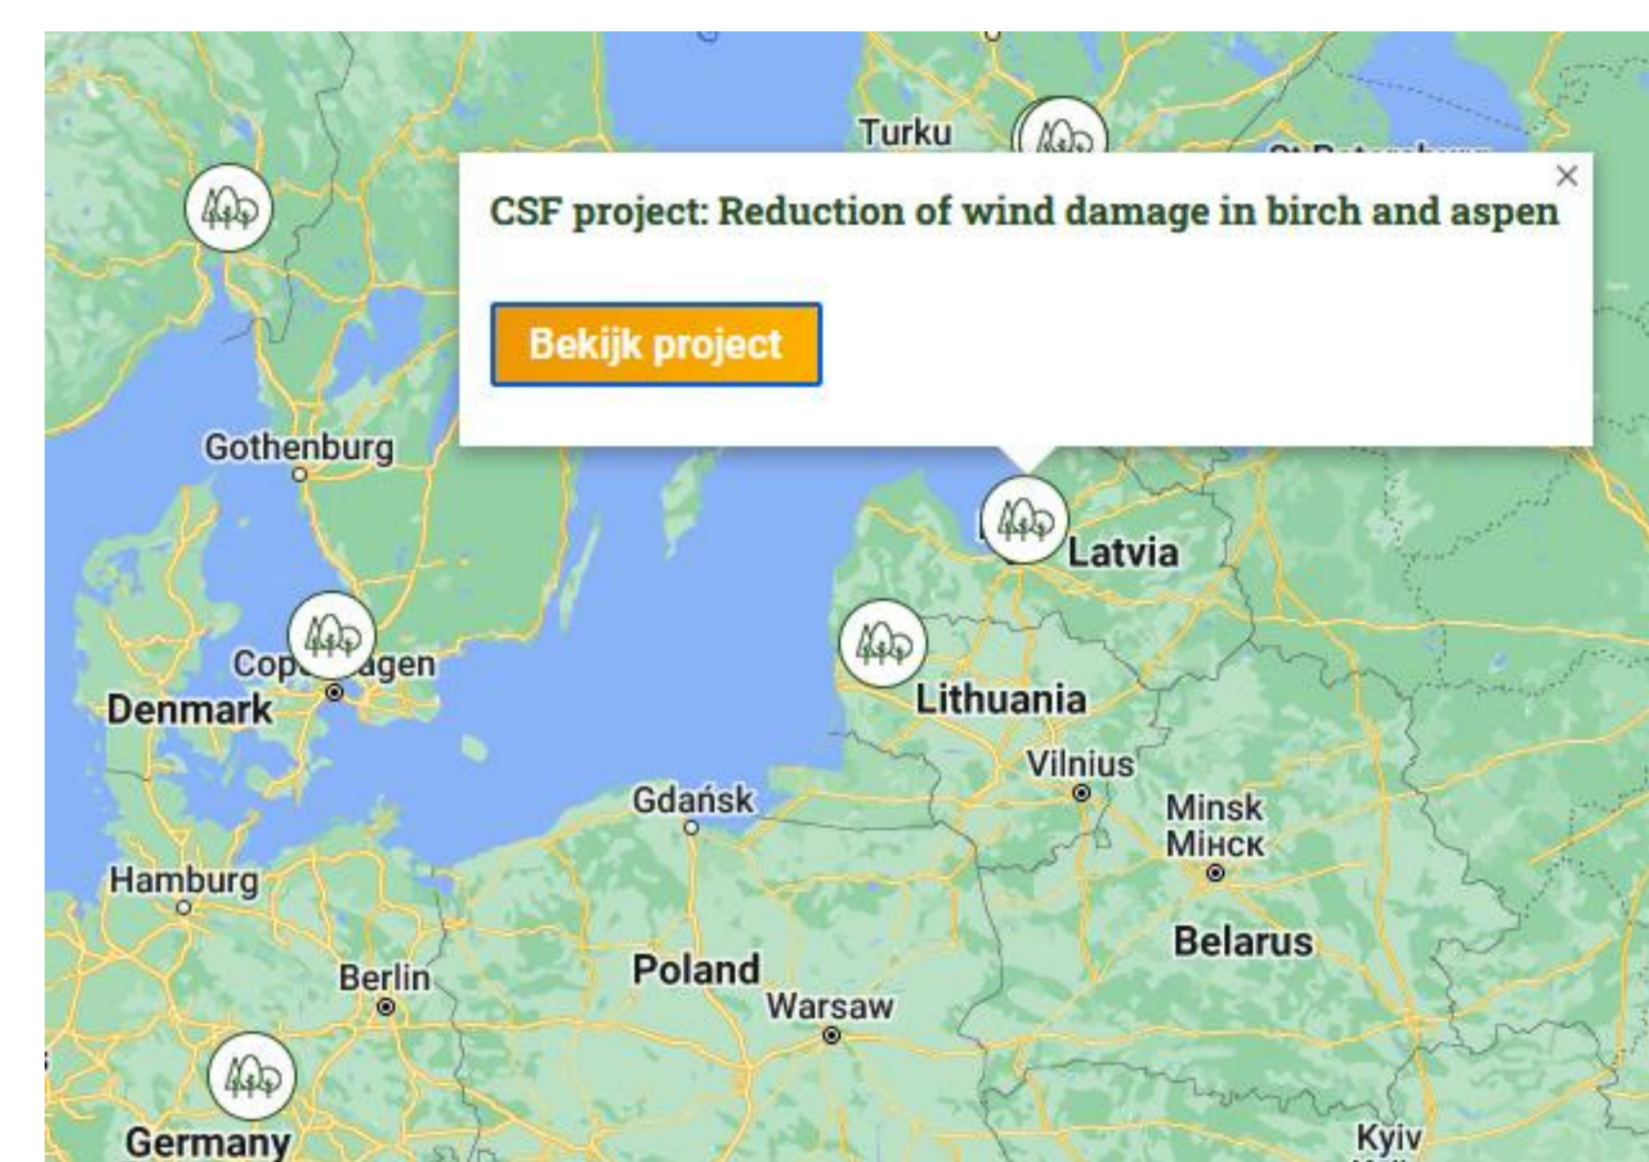 Turku
CSF project: Reduction of wind damage in birch and aspen
Bekijk project
Gothenburg
Latvia
Denmark
Lithuania
Vilnius
Gdańsk
Minsk
Мінск
Hamburg
Belarus
Berlin
Poland
Warsaw
Germany
Kyiv